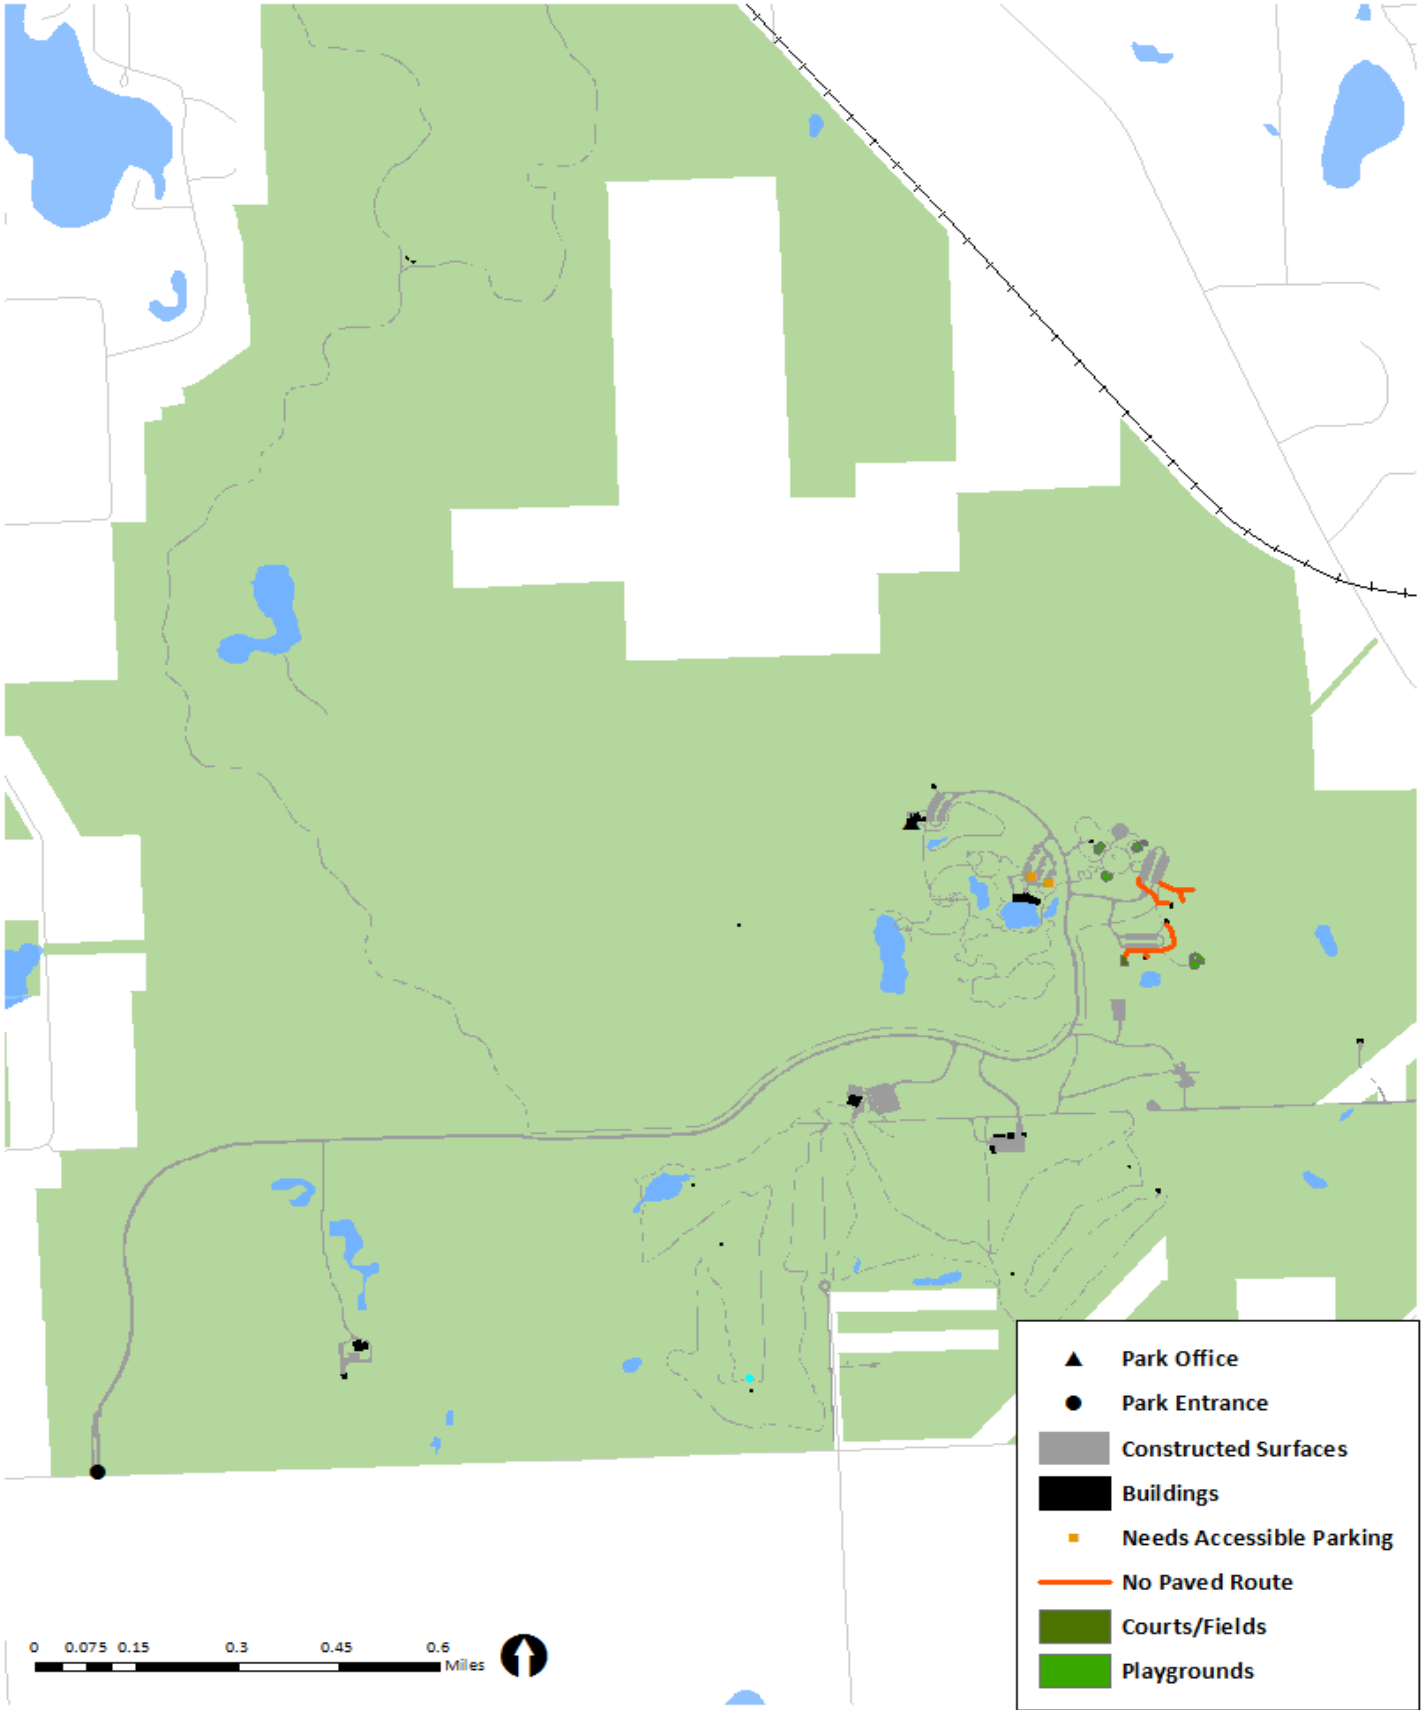 Park Office
Park Entrance
Constructed Surfaces
Buildings
Needs Accessible Parking
No Paved Route
Courts/Fields
Playgrounds
0 0.075 0.15 0.3 0.45 0.6
Miles